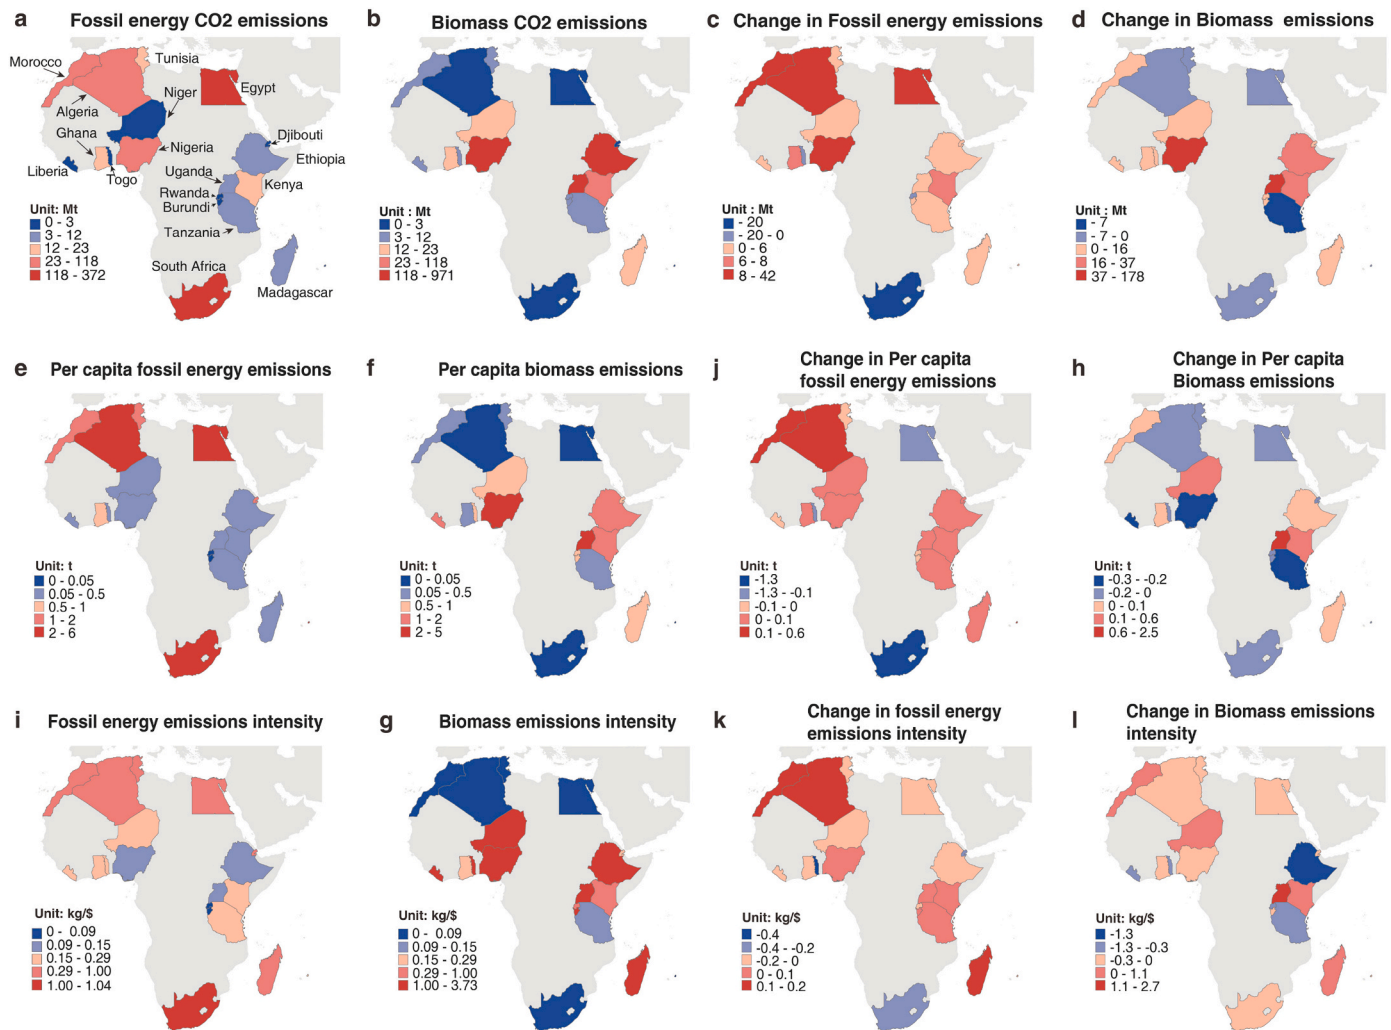 a Fossil energy CO2 emissions
Morocco
Tunisia
Algeria
Niger
Egypt
Ghana
Nigeria
Djibouti
Ethiopia
Liberia
Togo
Uganda
Kenya
Rwanda
Burundi
Tanzania
South Africa
Madagascar
Unit: Mt
0 - 3
3 - 12
12 - 23
23 - 118
118 - 372
b Biomass CO2 emissions
Unit : Mt
0 - 3
3 - 12
12 - 23
23 - 118
118 - 971
c Change in Fossil energy emissions
Unit : Mt
- 20
- 20 - 0
0 - 6
6 - 8
8 - 42
d Change in Biomass emissions
Unit : Mt
- 7
- 7 - 0
0 - 16
16 - 37
37 - 178
e Per capita fossil energy emissions
Unit: t
0 - 0.05
0.05 - 0.5
0.5 - 1
1 - 2
2 - 6
f Per capita biomass emissions
Unit: t
0 - 0.05
0.05 - 0.5
0.5 - 1
1 - 2
2 - 5
j Change in Per capita
fossil energy emissions
Unit: t
-1.3
-1.3 - -0.1
-0.1 - 0
0 - 0.1
0.1 - 0.6
h Change in Per capita
Biomass emissions
Unit: t
-0.3 - -0.2
-0.2 - 0
0 - 0.1
0.1 - 0.6
0.6 - 2.5
i Fossil energy emissions intensity
Unit: kg/$
0 - 0.09
0.09 - 0.15
0.15 - 0.29
0.29 - 1.00
1.00 - 1.04
g Biomass emissions intensity
Unit: kg/$
0 - 0.09
0.09 - 0.15
0.15 - 0.29
0.29 - 1.00
1.00 - 3.73
k Change in fossil energy
emissions intensity
Unit: kg/$
-0.4
-0.4 - -0.2
-0.2 - 0
0 - 0.1
0.1 - 0.2
l Change in Biomass emissions
intensity
Unit: kg/$
-1.3
-1.3 - -0.3
-0.3 - 0
0 - 1.1
1.1 - 2.7